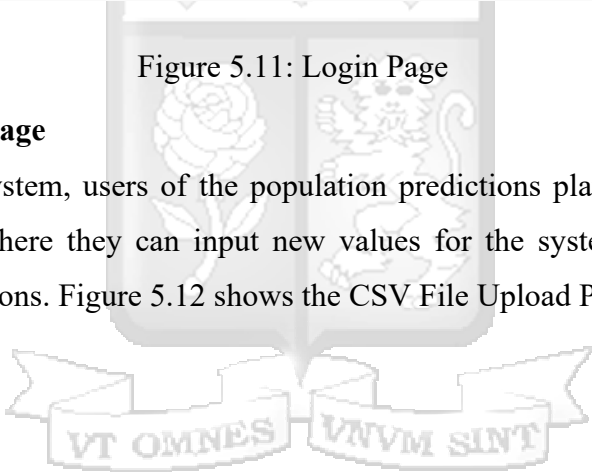 Figure 5.11: Login Page
age
ystem, users of the population predictions pla
here they can input new values for the syste
ons. Figure 5.12 shows the CSV File Upload P
VT OMNES VNVM SINT